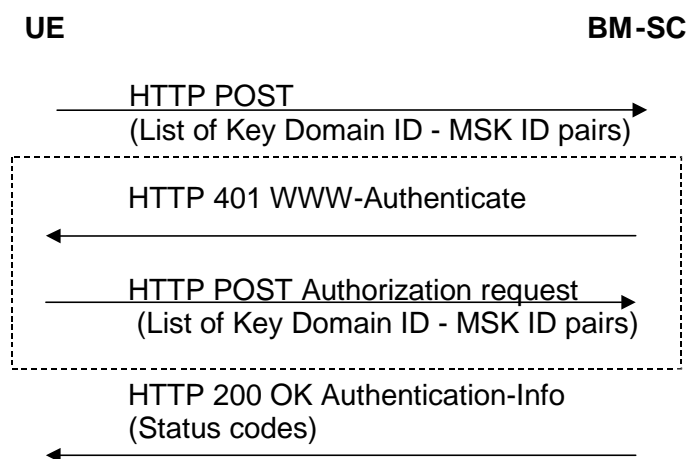 UE BM-SC
HTTP POST
(List of Key Domain ID - MSK ID pairs)
HTTP 401 WWW-Authenticate
HTTP POST Authorization request
(List of Key Domain ID - MSK ID pairs)
HTTP 200 OK Authentication-Info
(Status codes)